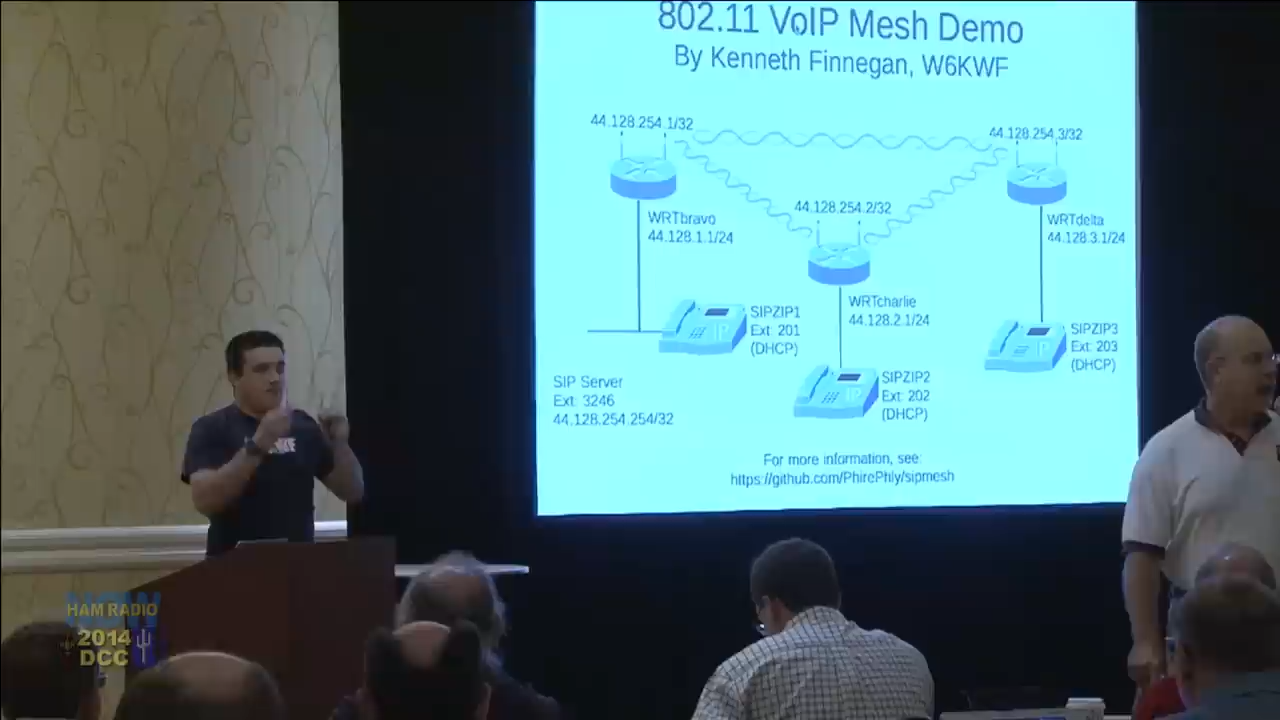 802.11 VoIP Mesh Demo
By Kenneth Finnegan, W6KWF
44.128.254.1/32
44.128.254.3/32
44.128.254.2/32
WRTbravo
44.128.1.1/24
WRTdelta
44.128.3.1/24
WRTcharlie
44.128.2.1/24
SIPZIP1
Ext: 201
(DHCP)
SIPZIP3
Ext: 203
(DHCP)
SIPZIP2
Ext: 202
(DHCP)
SIP Server
Ext: 3246
44.128.254.254/32
For more information, see:
https://github.com/PhirePhly/sipmesh
HAM RADIO
NOW
2014
DCC